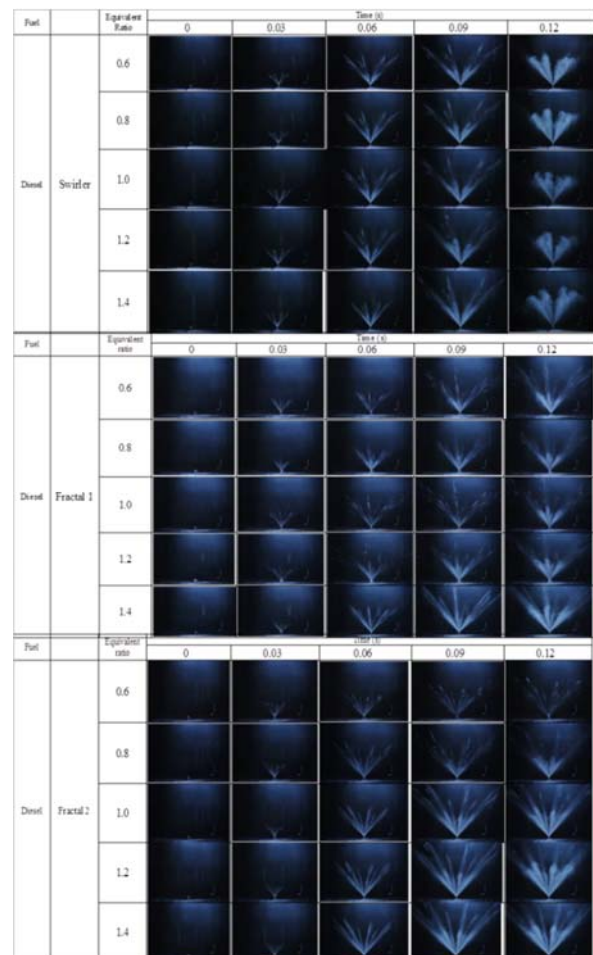 Fuel Equivalent Ratio Time (s)
0 0.03 0.06 0.09 0.12
0.6
0.8
Diesel Swirler 1.0
1.2
1.4
Fuel Equivalent ratio Time (s)
0 0.03 0.06 0.09 0.12
0.6
0.8
Diesel Fractal 1 1.0
1.2
1.4
Fuel Equivalent ratio Time (s)
0 0.03 0.06 0.09 0.12
0.6
0.8
Diesel Fractal 2 1.0
1.2
1.4